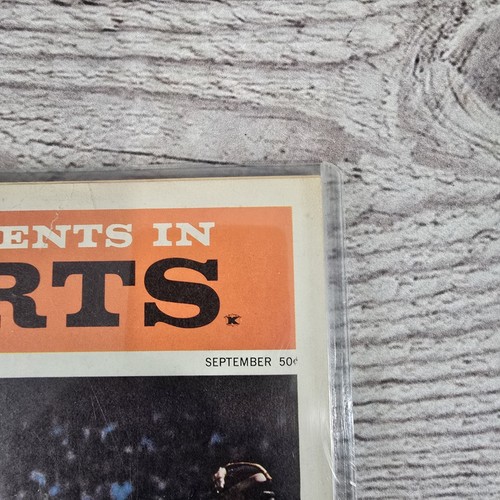 ENTS IN
RTS.
SEPTEMBER 50¢